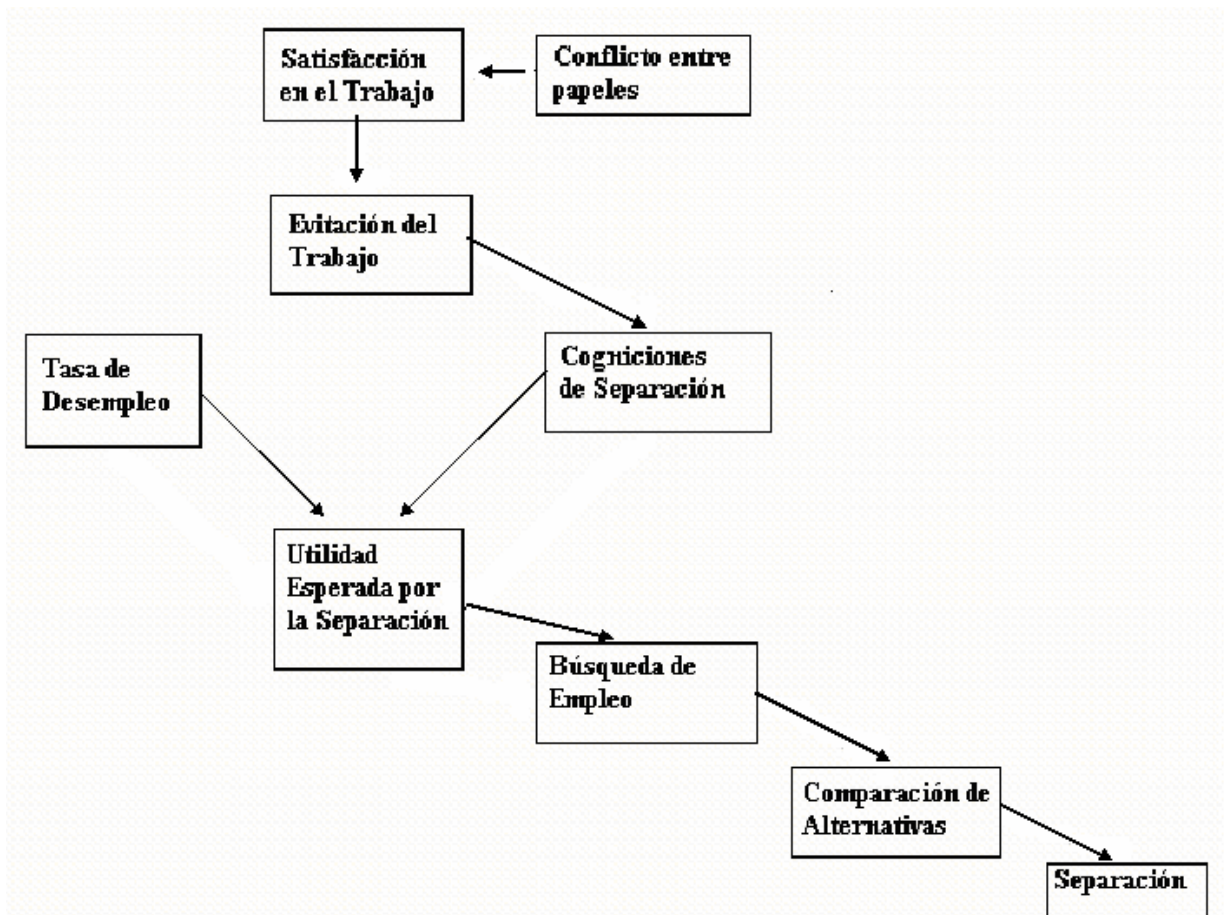 Satisfacción
en el Trabajo
Conflicto entre
papeles
Evitación del
Trabajo
Tasa de
Desempleo
Cogniciones
de Separación
Utilidad
Esperada por
la Separación
Búsqueda de
Empleo
Comparación de
Alternativas
Separación